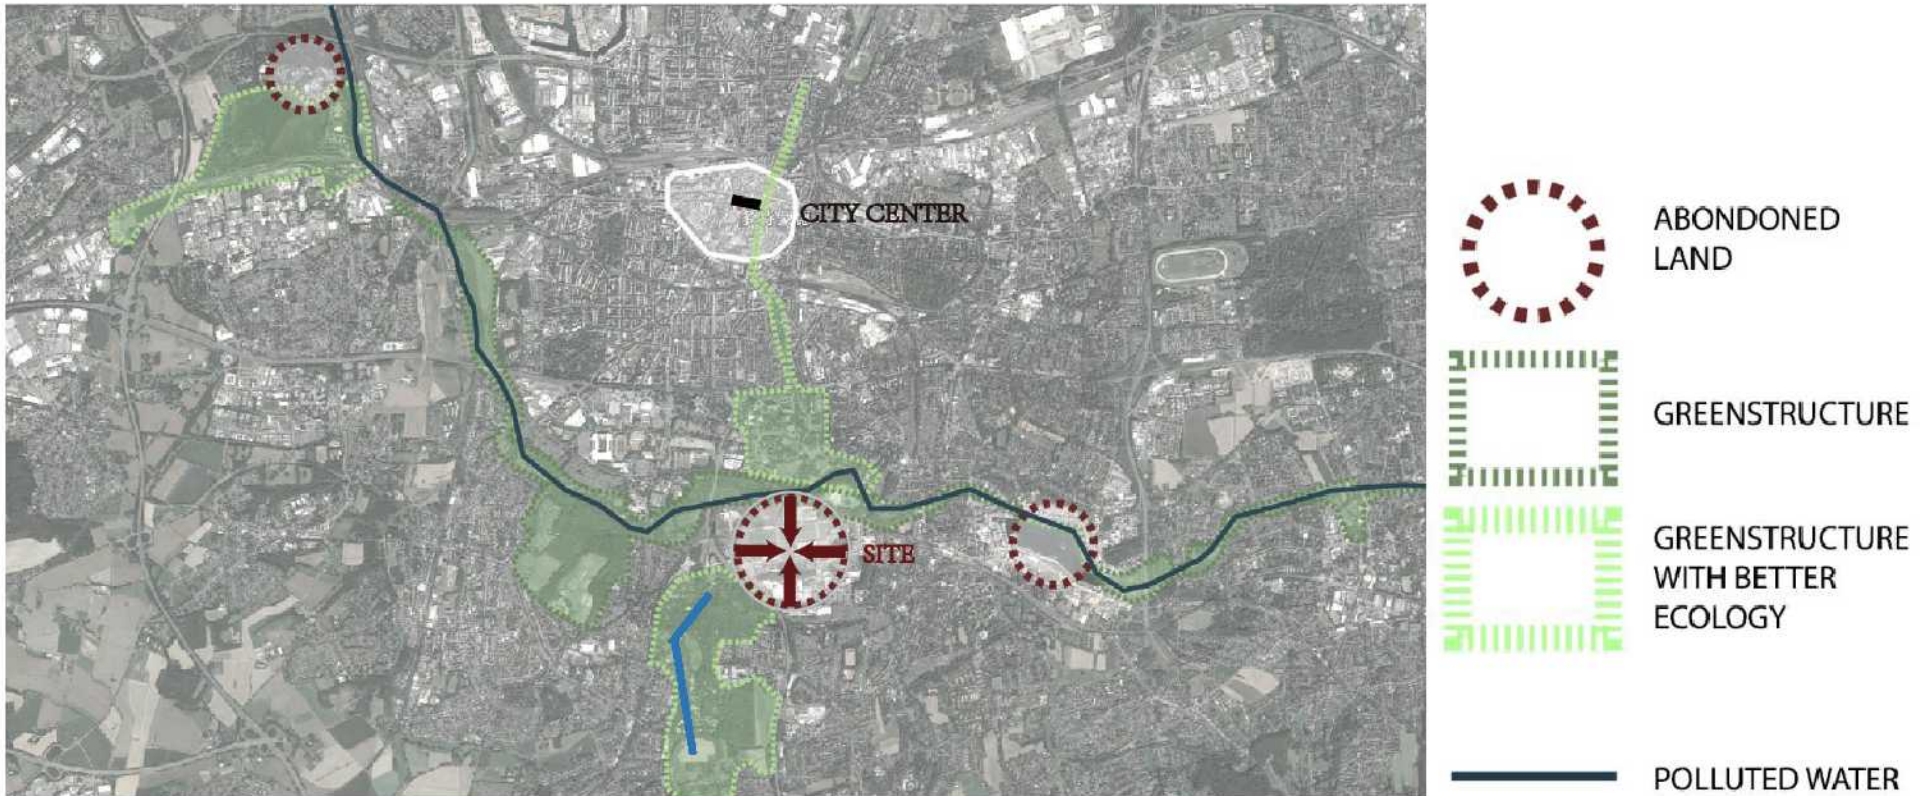 CITY CENTER
SITE
ABONDONED
LAND
GREENSTRUCTURE
GREENSTRUCTURE
WITH BETTER
ECOLOGY
POLLUTED WATER